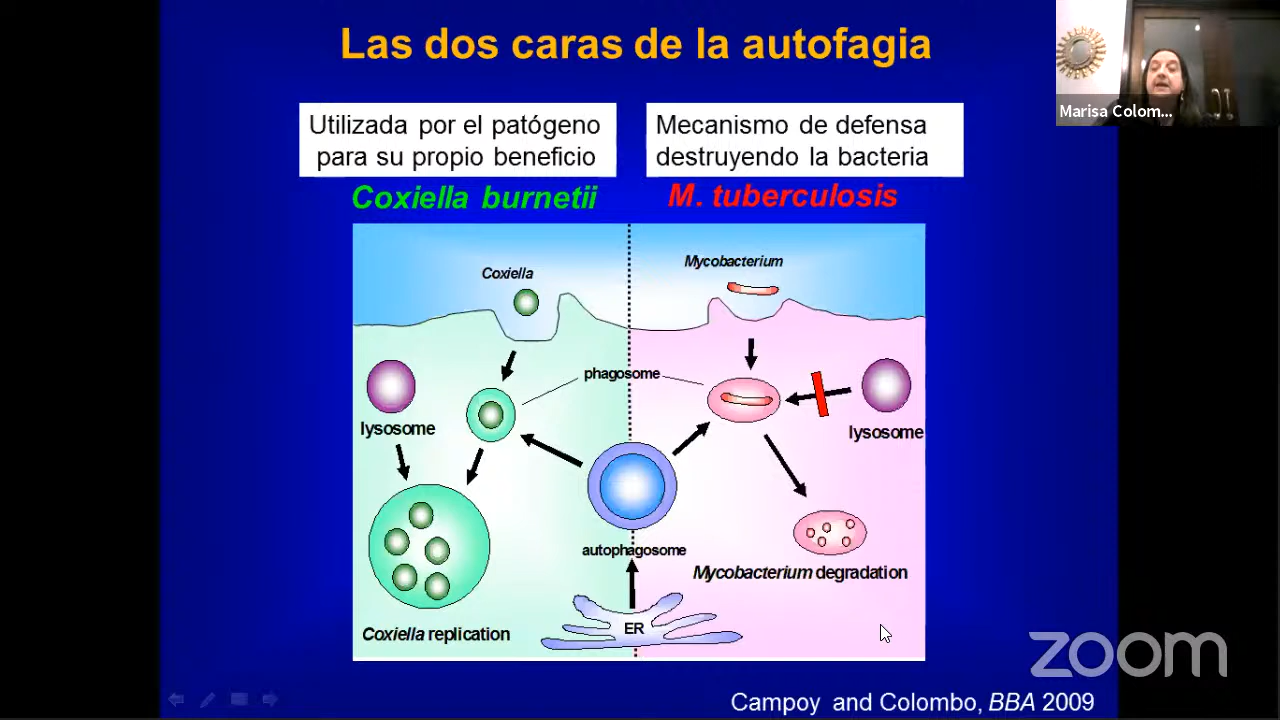 Las dos caras de la autofagia
Marisa Colom...
Utilizada por el patógeno
para su propio beneficio
Mecanismo de defensa
destruyendo la bacteria
Coxiella burnetii
M. tuberculosis
Coxiella
Mycobacterium
phagosome
lysosome
lysosome
autophagosome
Mycobacterium degradation
ER
Coxiella replication
zoom
Campoy and Colombo, BBA 2009